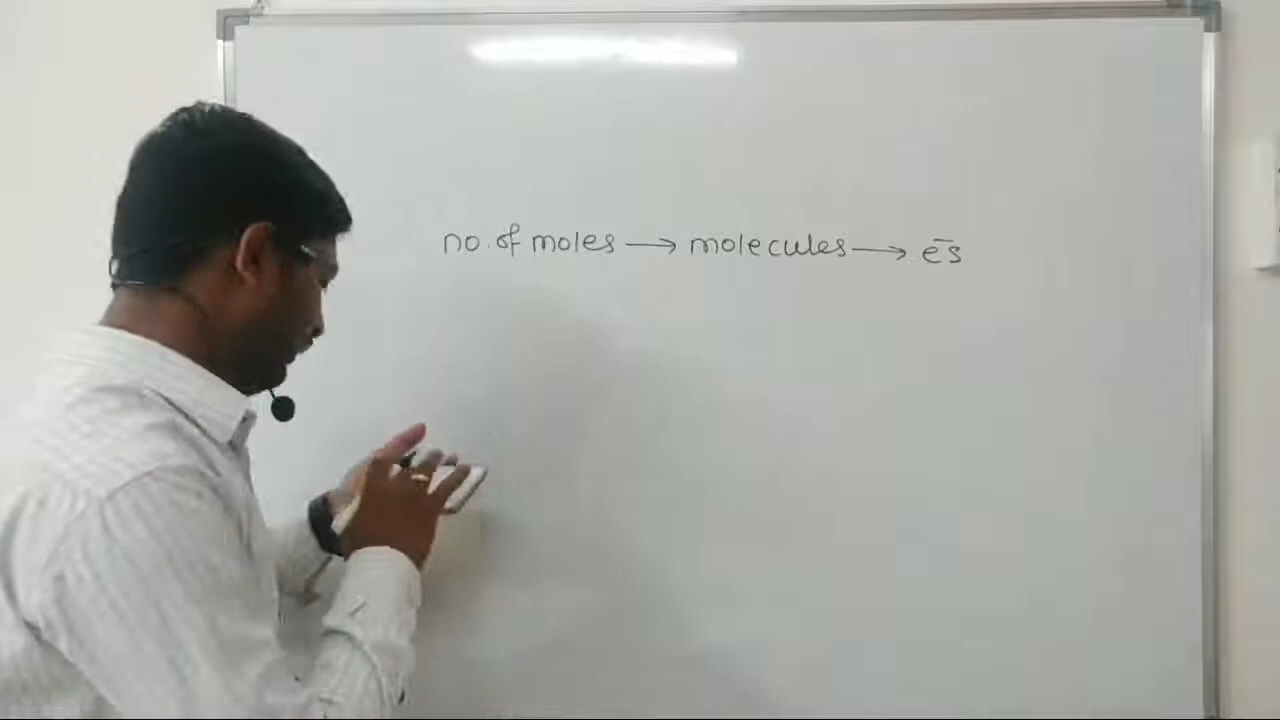 no. of moles → molecules → e̅s